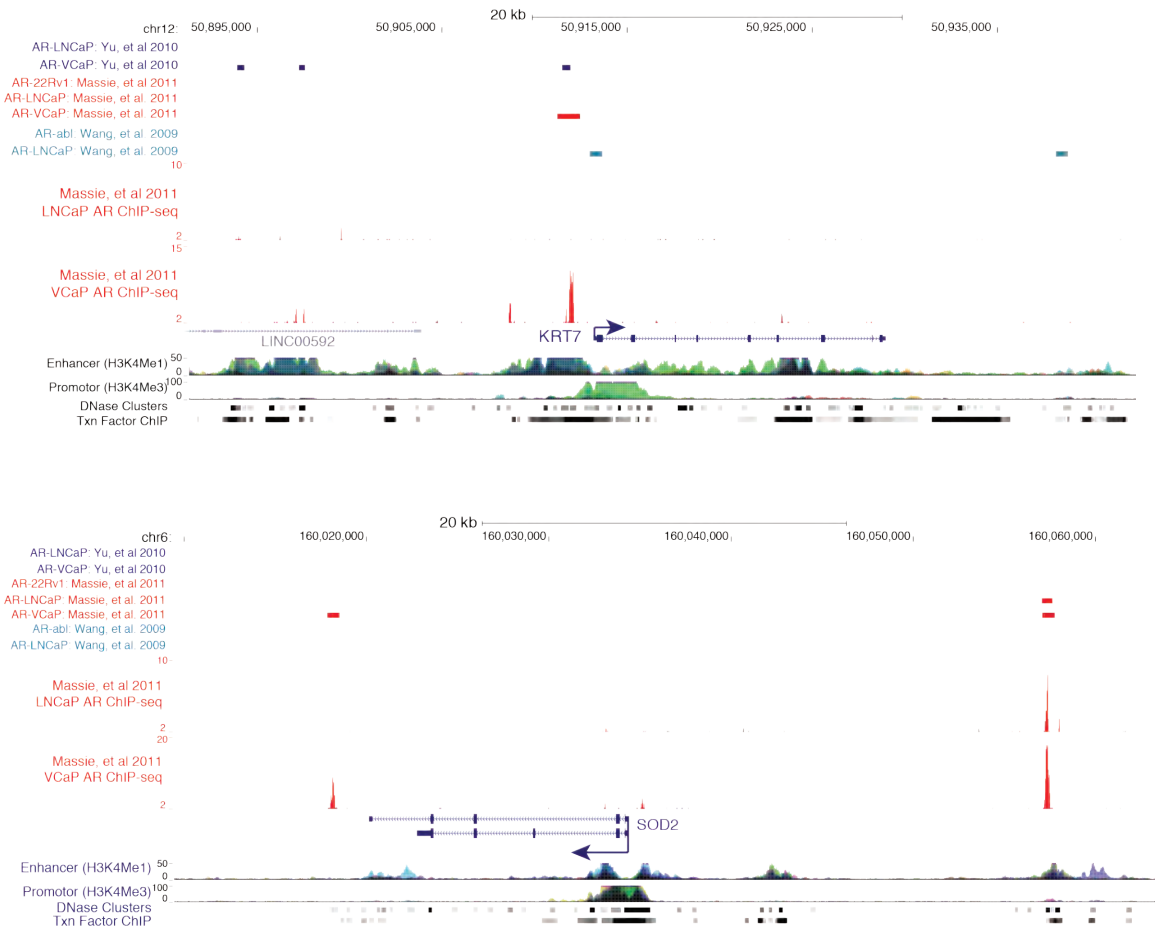 20 kb
chr12: 50,895,000 50,905,000 50,915,000 50,925,000 50,935,000
AR-LNCaP: Yu, et al 2010
AR-VCaP: Yu, et al 2010
AR-22Rv1: Massie, et al 2011
AR-LNCaP: Massie, et al. 2011
AR-VCaP: Massie, et al. 2011
AR-abl: Wang, et al. 2009
AR-LNCaP: Wang, et al. 2009
10
Massie, et al 2011
LNCaP AR ChIP-seq
2
15
Massie, et al 2011
VCaP AR ChIP-seq
2
LINC00592
KRT7
Enhancer (H3K4Me1) 50
0
Promotor (H3K4Me3) 100
0
DNase Clusters
Txn Factor ChIP
20 kb
chr6: 160,020,000 160,030,000 160,040,000 160,050,000 160,060,000
AR-LNCaP: Yu, et al 2010
AR-VCaP: Yu, et al 2010
AR-22Rv1: Massie, et al 2011
AR-LNCaP: Massie, et al. 2011
AR-VCaP: Massie, et al. 2011
AR-abl: Wang, et al. 2009
AR-LNCaP: Wang, et al. 2009
10
Massie, et al 2011
LNCaP AR ChIP-seq
2
20
Massie, et al 2011
VCaP AR ChIP-seq
2
SOD2
Enhancer (H3K4Me1) 50
0
Promotor (H3K4Me3) 100
0
DNase Clusters
Txn Factor ChIP